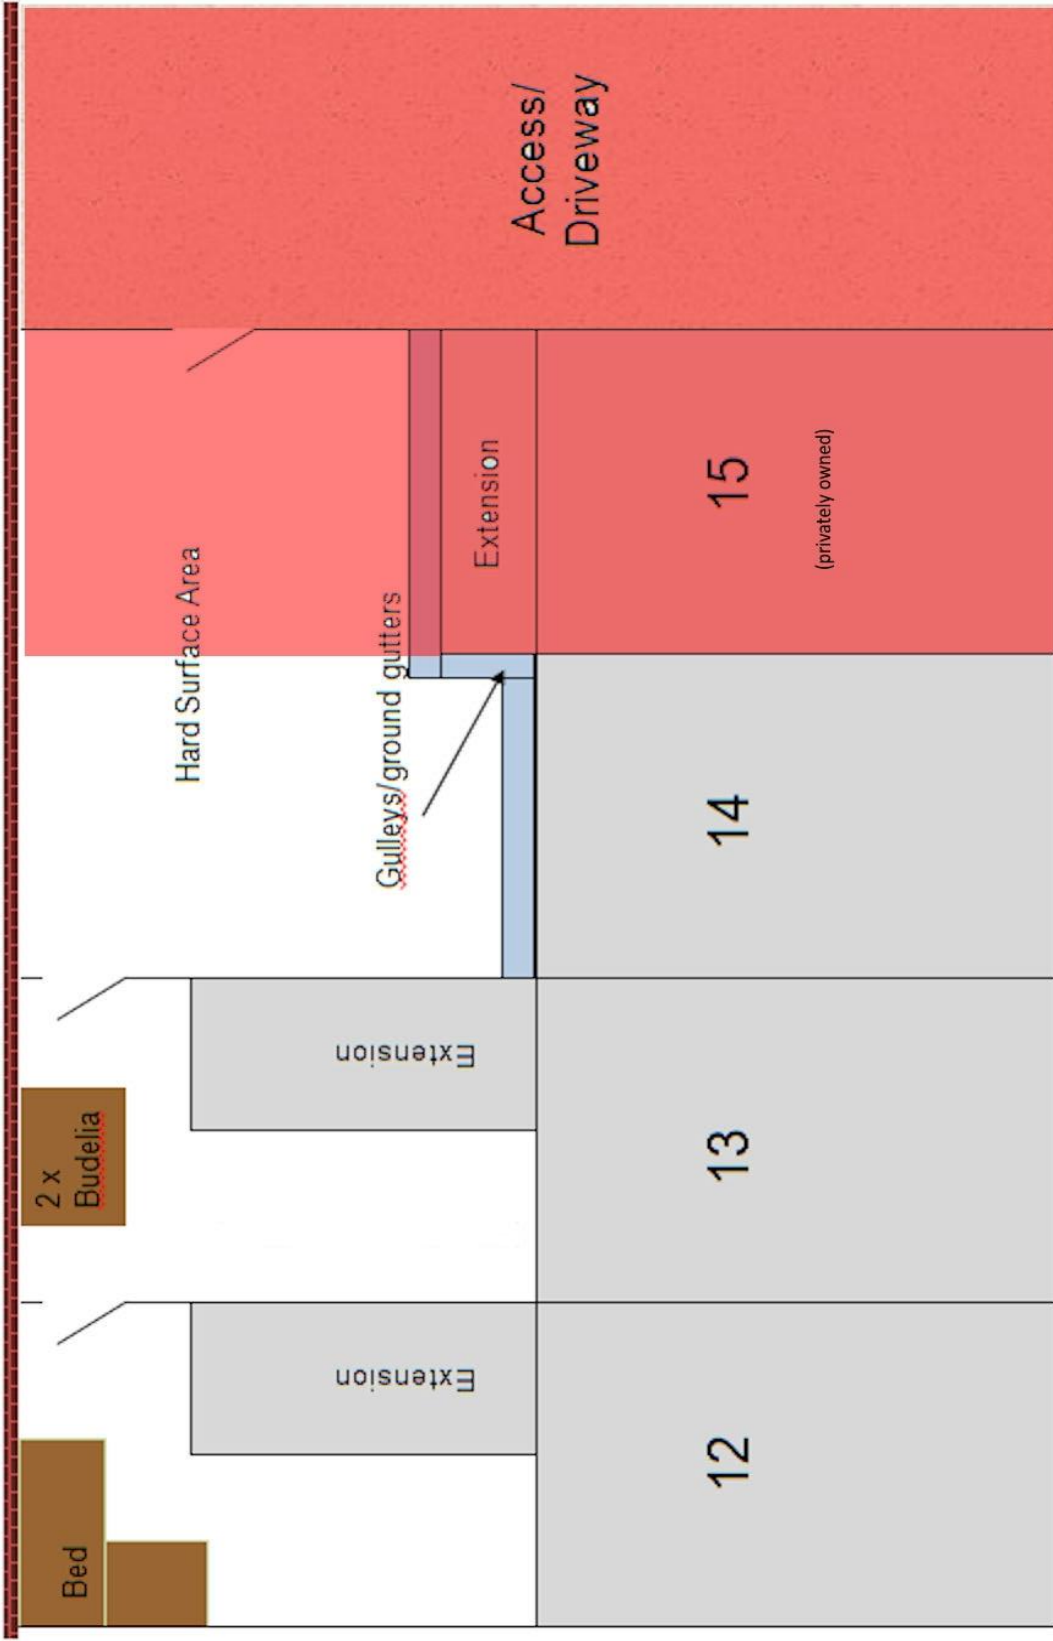 Access/
Driveway
15
(privately owned)
Extension
Hard Surface Area
Gulleys/ground gutters
14
13
Extension
2 x
Budelia
12
Extension
Bed